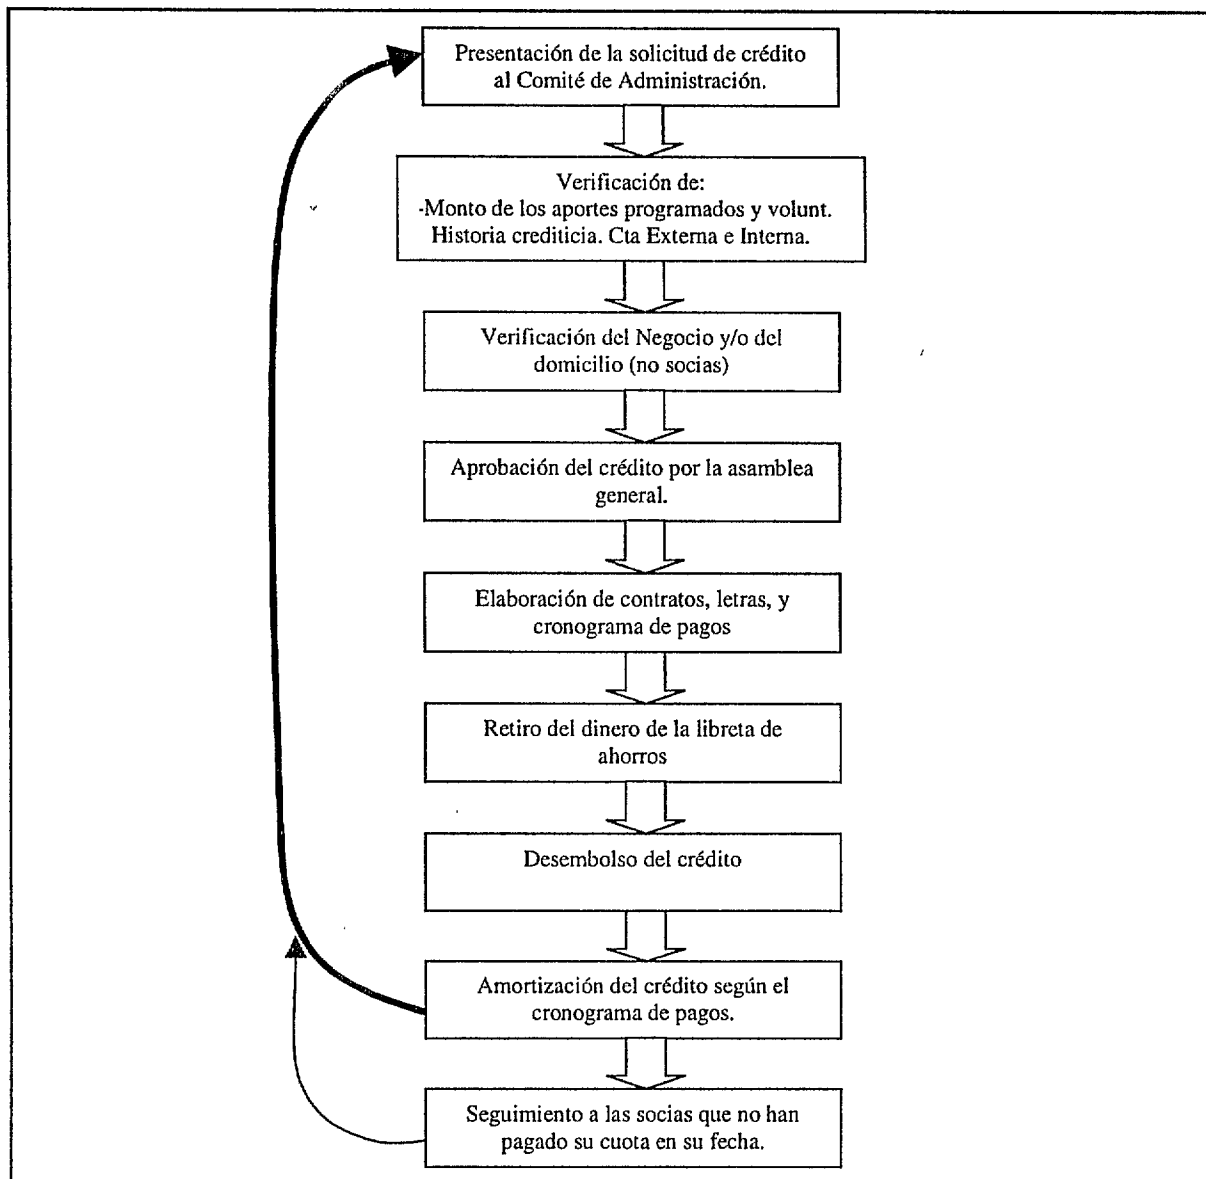 Presentación de la solicitud de crédito
al Comité de Administración.
Verificación de:
-Monto de los aportes programados y volunt.
Historia crediticia. Cta Externa e Interna.
Verificación del Negocio y/o del
domicilio (no socias)
Aprobación del crédito por la asamblea
general.
Elaboración de contratos, letras, y
cronograma de pagos
Retiro del dinero de la libreta de
ahorros
Desembolso del crédito
Amortización del crédito según el
cronograma de pagos.
Seguimiento a las socias que no han
pagado su cuota en su fecha.